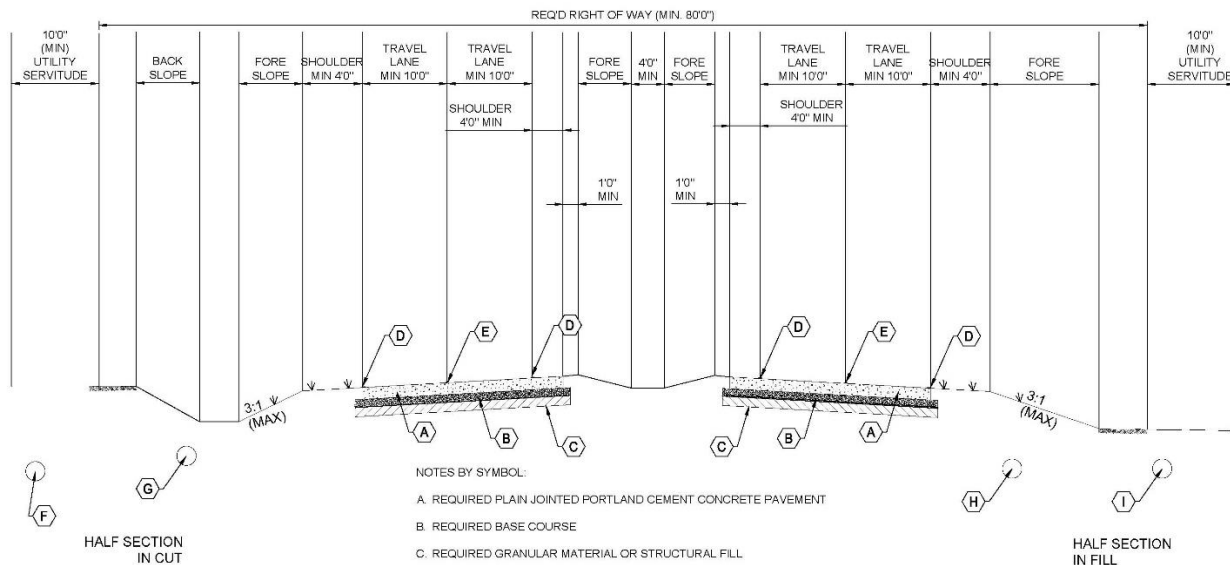 REQ'D RIGHT OF WAY (MIN. 80'0")
10'0"
(MIN)
UTILITY
SERVITUDE
BACK
SLOPE
FORE
SLOPE
SHOULDER
MIN 4'0"
TRAVEL
LANE
MIN 10'0"
TRAVEL
LANE
MIN 10'0"
FORE
SLOPE
4'0"
MIN
FORE
SLOPE
TRAVEL
LANE
MIN 10'0"
TRAVEL
LANE
MIN 10'0"
SHOULDER
MIN 4'0"
FORE
SLOPE
10'0"
(MIN)
UTILITY
SERVITUDE
SHOULDER
4'0" MIN
SHOULDER
4'0" MIN
1'0"
MIN
1'0"
MIN
D
E
D
D
E
D
3:1
(MAX)
3:1
(MAX)
A
B
C
C
B
A
F
G
H
I
NOTES BY SYMBOL:
A. REQUIRED PLAIN JOINTED PORTLAND CEMENT CONCRETE PAVEMENT
B. REQUIRED BASE COURSE
C. REQUIRED GRANULAR MATERIAL OR STRUCTURAL FILL
HALF SECTION
IN CUT
HALF SECTION
IN FILL